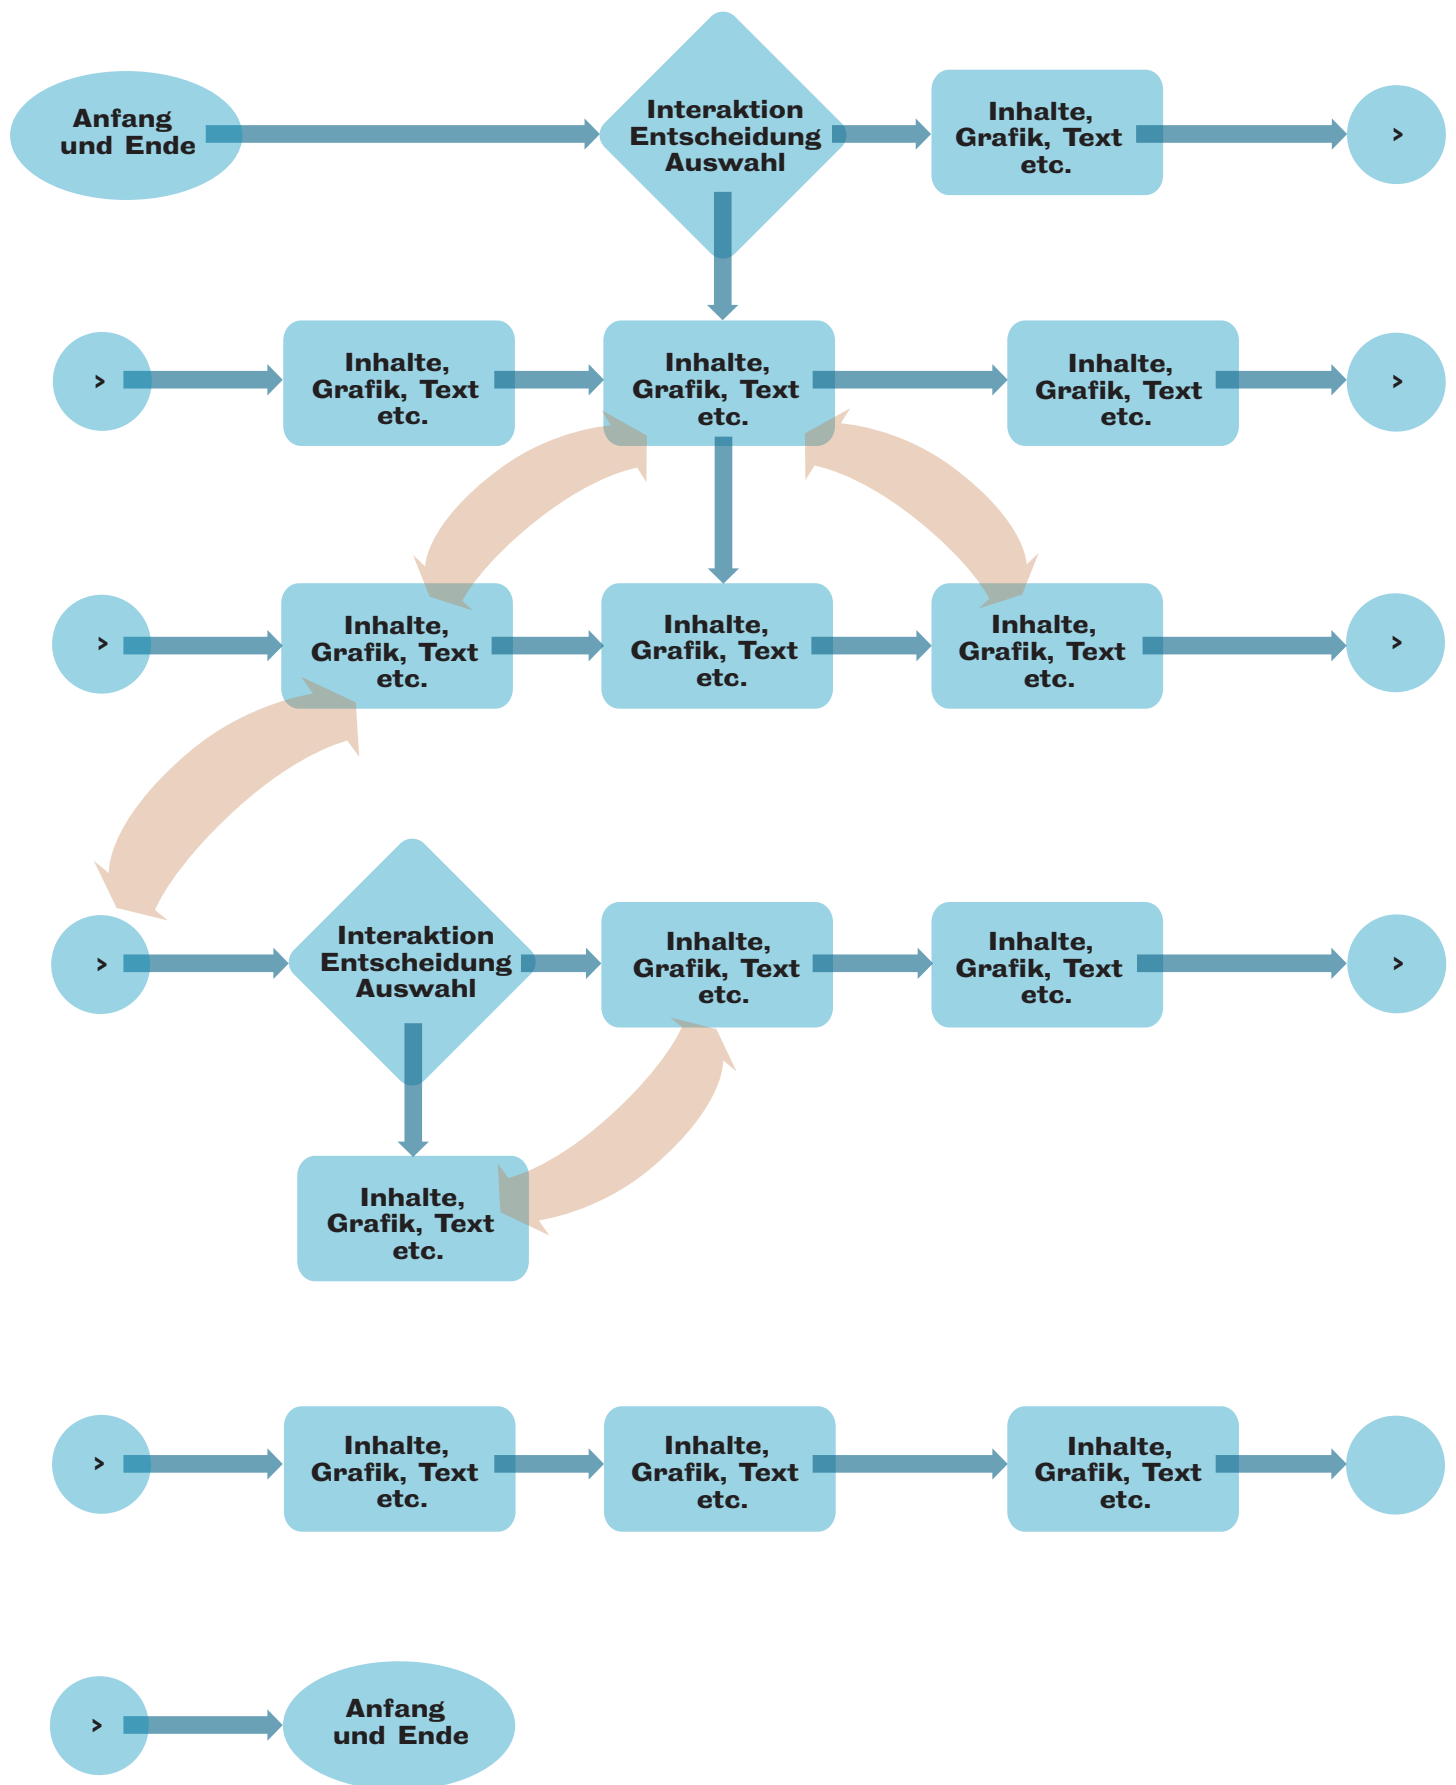 Anfang
und Ende
Interaktion
Entscheidung
Auswahl
Inhalte,
Grafik, Text
etc.
>
>
Inhalte,
Grafik, Text
etc.
Inhalte,
Grafik, Text
etc.
Inhalte,
Grafik, Text
etc.
>
>
Inhalte,
Grafik, Text
etc.
Inhalte,
Grafik, Text
etc.
Inhalte,
Grafik, Text
etc.
>
>
Interaktion
Entscheidung
Auswahl
Inhalte,
Grafik, Text
etc.
Inhalte,
Grafik, Text
etc.
>
Inhalte,
Grafik, Text
etc.
>
Inhalte,
Grafik, Text
etc.
Inhalte,
Grafik, Text
etc.
Inhalte,
Grafik, Text
etc.
>
Anfang
und Ende